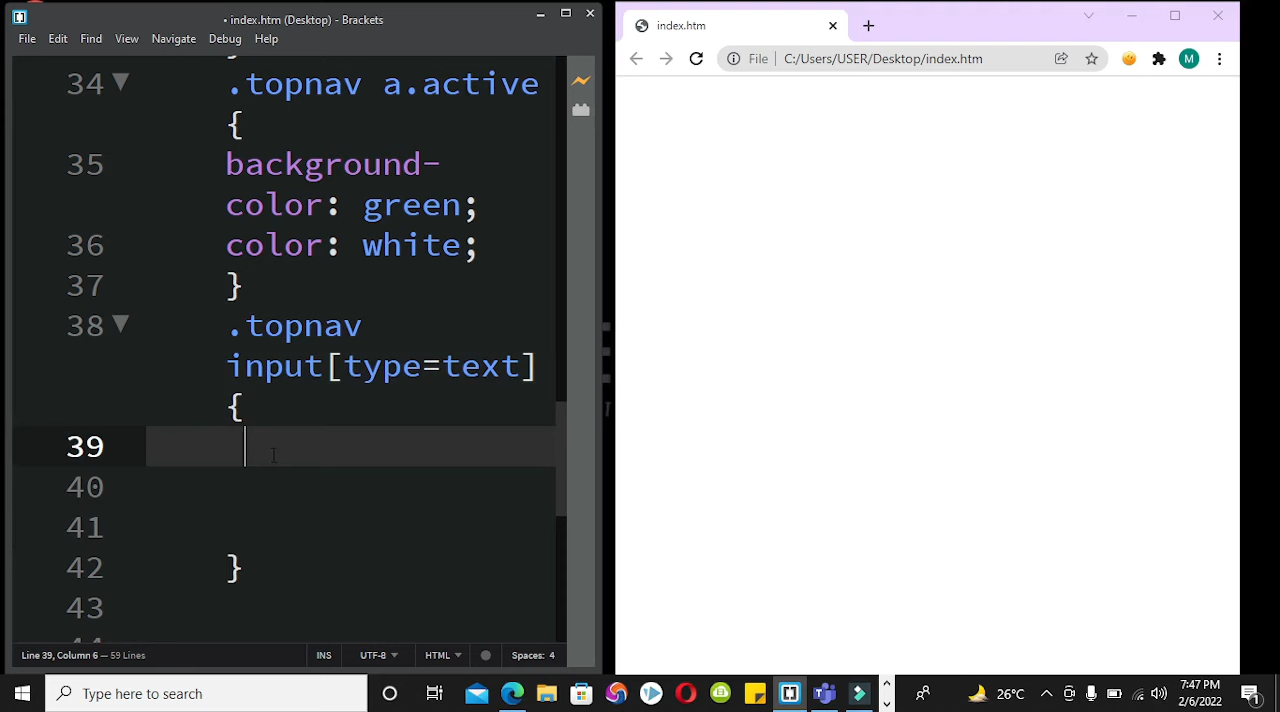 • index.htm (Desktop) - Brackets
File Edit Find View Navigate Debug Help
34 .topnav a.active
{
35 background-
color: green;
36 color: white;
37 }
38 .topnav
input[type=text]
{
39
40
41
42 }
43
Line 39, Column 6 — 59 Lines INS UTF-8 HTML Spaces: 4
index.htm
File C:/Users/USER/Desktop/index.htm M
Type here to search
26°C 7:47 PM
2/6/2022 1